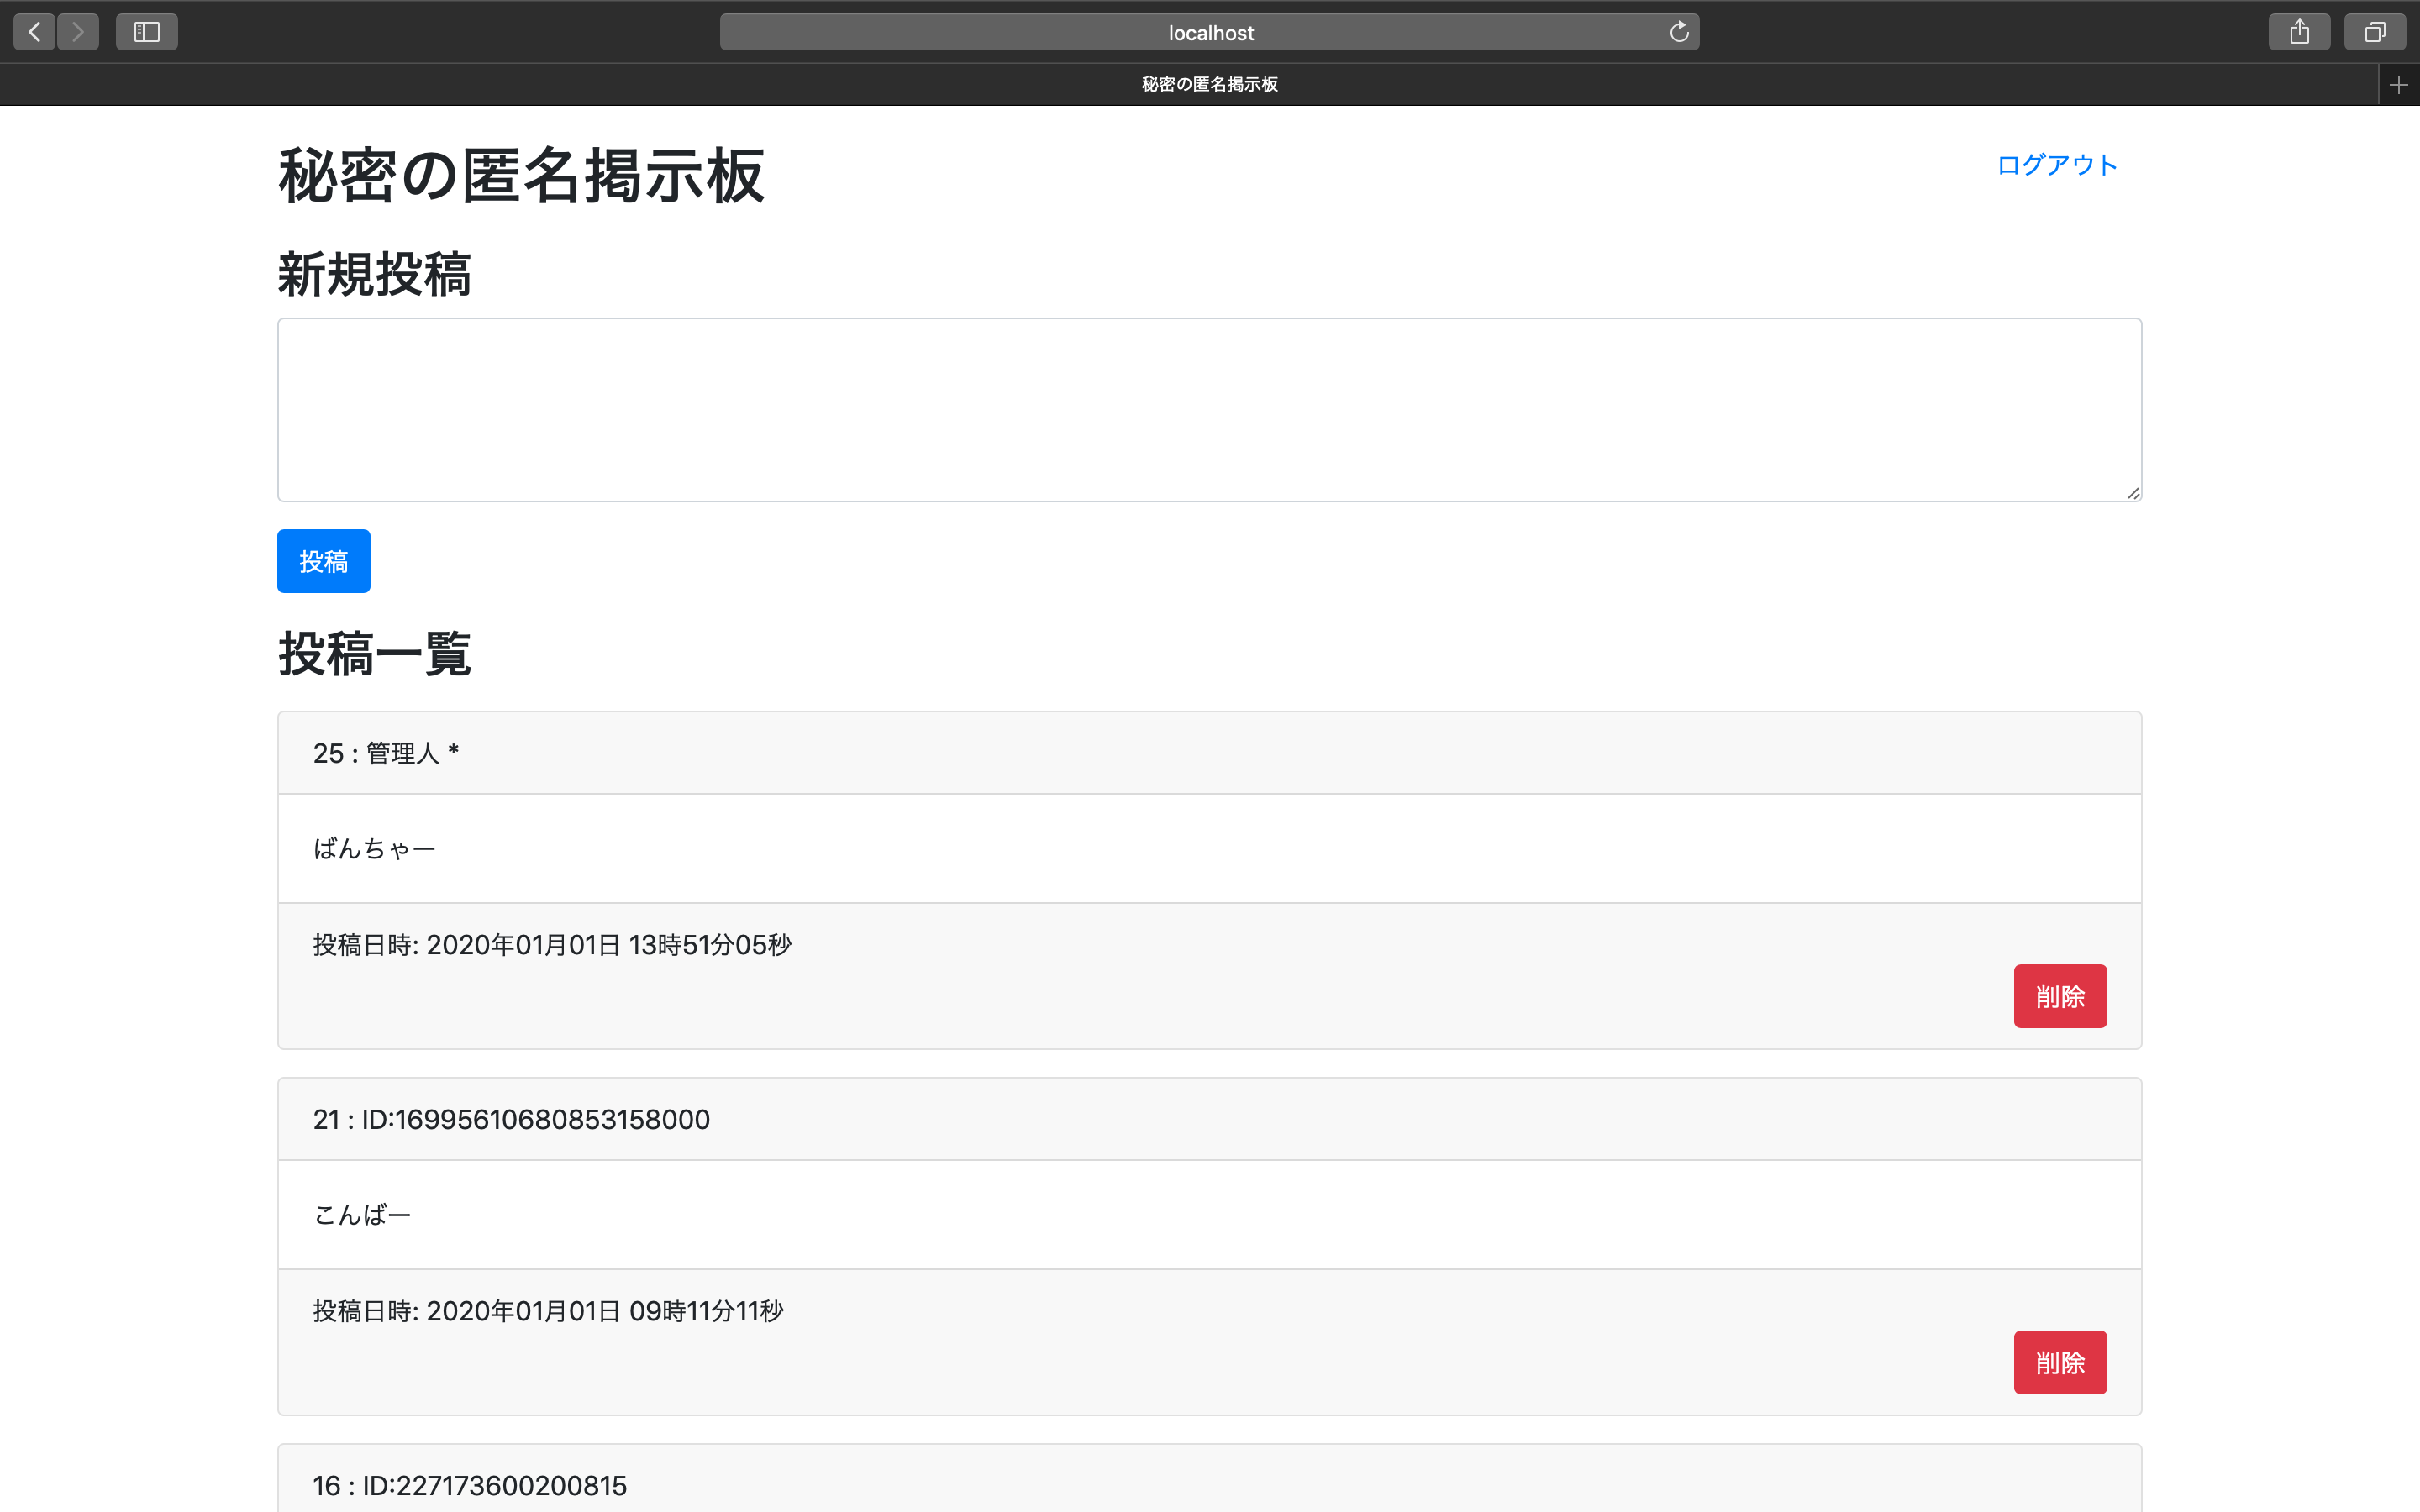 localhost
秘密の匿名掲示板
秘密の匿名掲示板
ログアウト
新規投稿
投稿
投稿一覧
25 : 管理人 *
ばんちゃー
投稿日時: 2020年01月01日 13時51分05秒
削除
21 : ID:16995610680853158000
こんばー
投稿日時: 2020年01月01日 09時11分11秒
削除
16 : ID:227173600200815